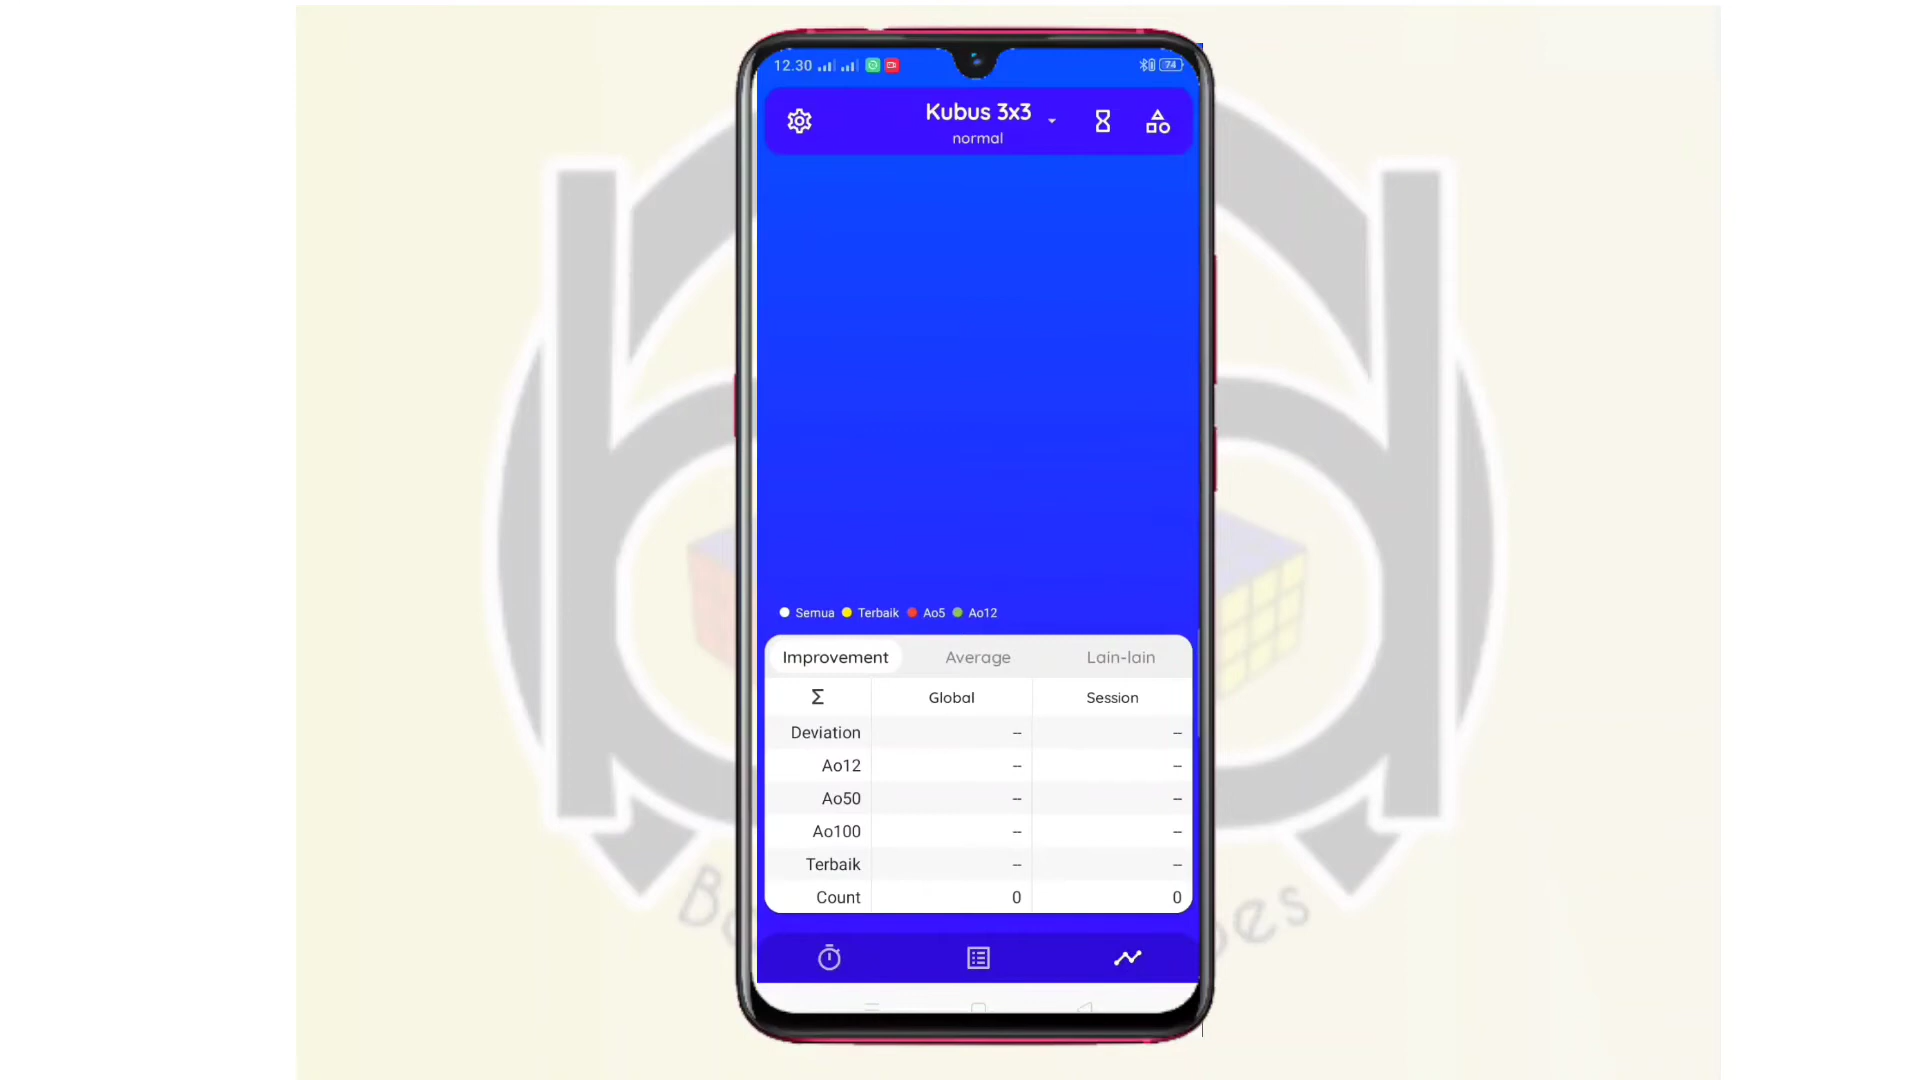 12.30
74
Kubus 3x3
normal
Semua Terbaik Ao5 Ao12
Improvement Average Lain-lain
Σ Global Session
Deviation -- --
Ao12 -- --
Ao50 -- --
Ao100 -- --
Terbaik -- --
Count 0 0